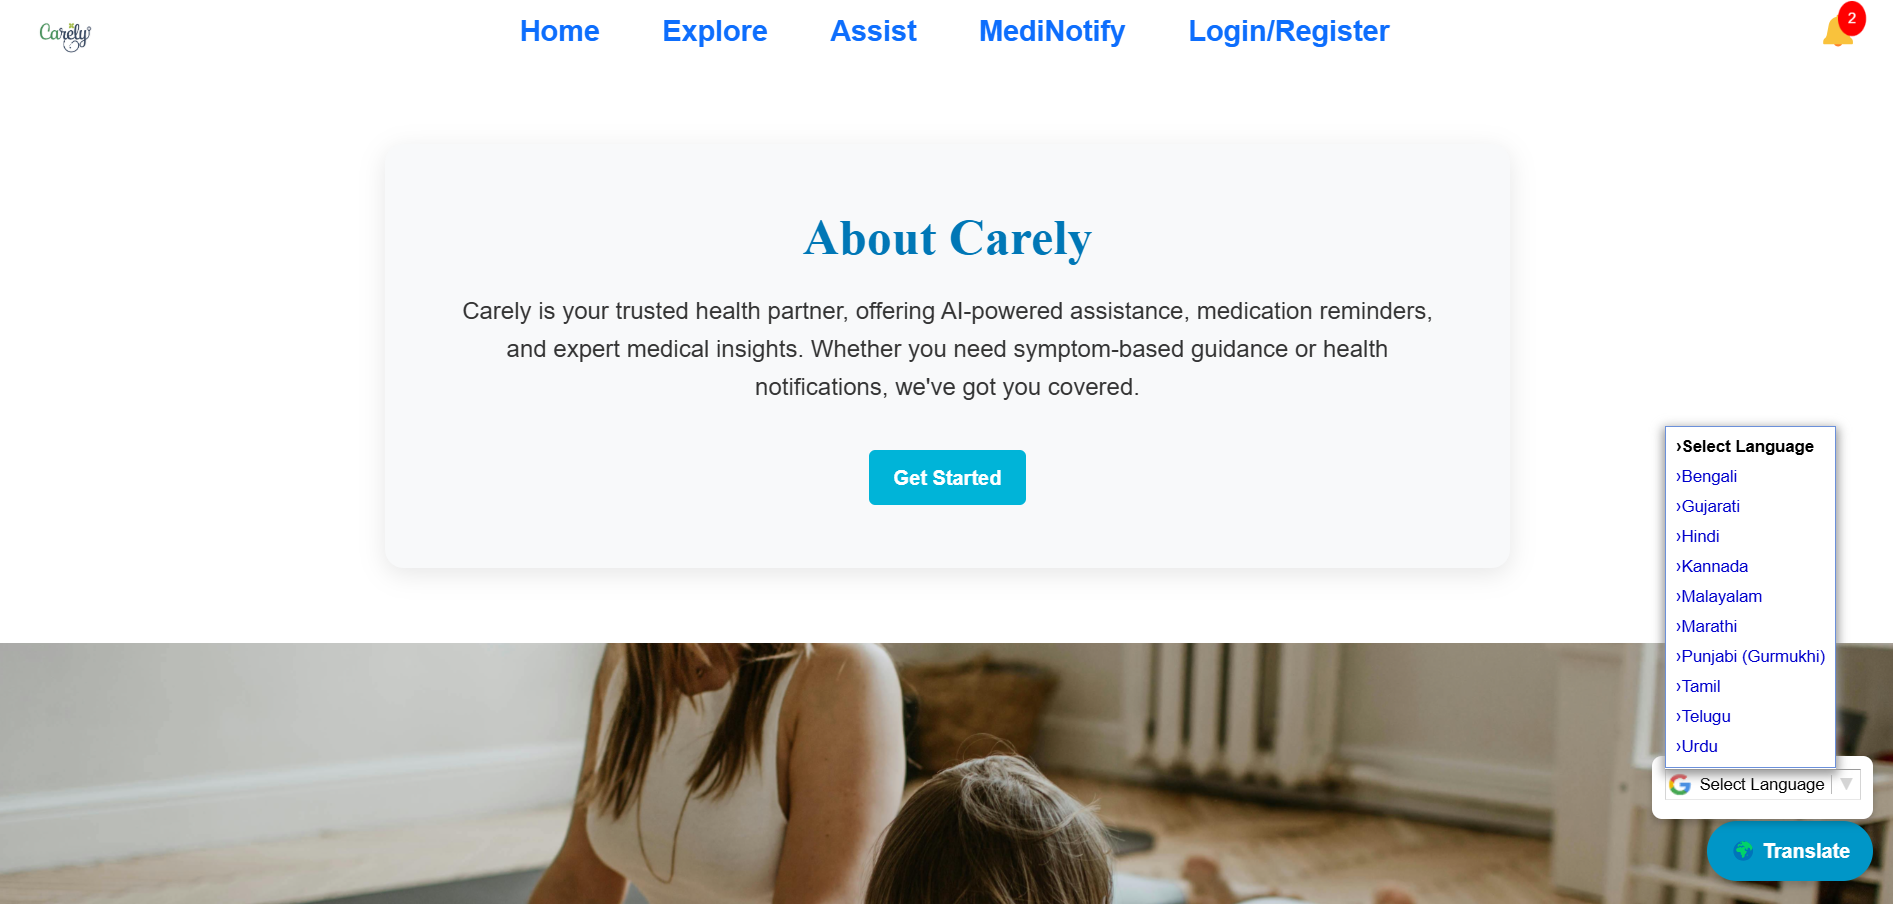 Carely
Home Explore Assist MediNotify Login/Register
2
About Carely
Carely is your trusted health partner, offering AI-powered assistance, medication reminders,
and expert medical insights. Whether you need symptom-based guidance or health
notifications, we've got you covered.
Get Started
›Select Language
›Bengali
›Gujarati
›Hindi
›Kannada
›Malayalam
›Marathi
›Punjabi (Gurmukhi)
›Tamil
›Telugu
›Urdu
G Select Language ▼
Translate